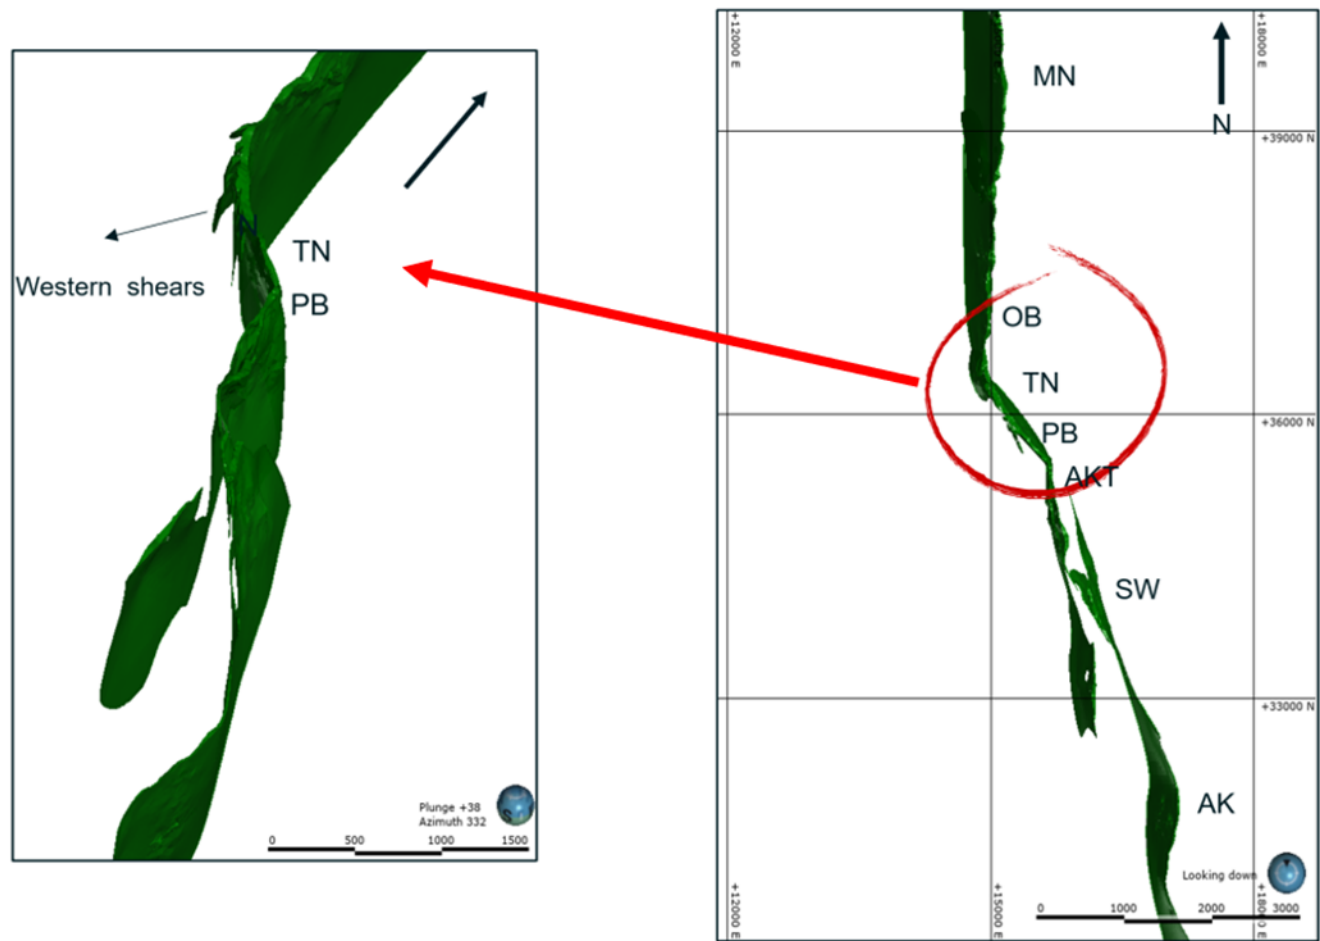 N
TN
PB
Western shears
Plunge +38
Azimuth 332
0 500 1000 1500
+12000 E
+18000 E
MN
N
+39000 N
OB
TN
+36000 N
PB
AKT
SW
+33000 N
AK
Looking down
0 1000 2000 3000
+12000 E
+15000 E
+18000 E